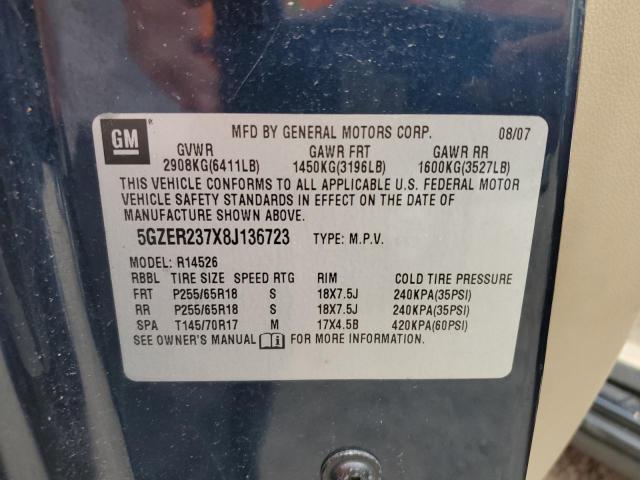 GM
MFD BY GENERAL MOTORS CORP. 08/07
GVWR GAWR FRT GAWR RR
2908KG(6411LB) 1450KG(3196LB) 1600KG(3527LB)
THIS VEHICLE CONFORMS TO ALL APPLICABLE U.S. FEDERAL MOTOR
VEHICLE SAFETY STANDARDS IN EFFECT ON THE DATE OF
MANUFACTURE SHOWN ABOVE.
5GZER237X8J136723 TYPE: M.P.V.
MODEL: R14526
RBBL TIRE SIZE SPEED RTG RIM COLD TIRE PRESSURE
FRT P255/65R18 S 18X7.5J 240KPA(35PSI)
RR P255/65R18 S 18X7.5J 240KPA(35PSI)
SPA T145/70R17 M 17X4.5B 420KPA(60PSI)
SEE OWNER'S MANUAL i FOR MORE INFORMATION.